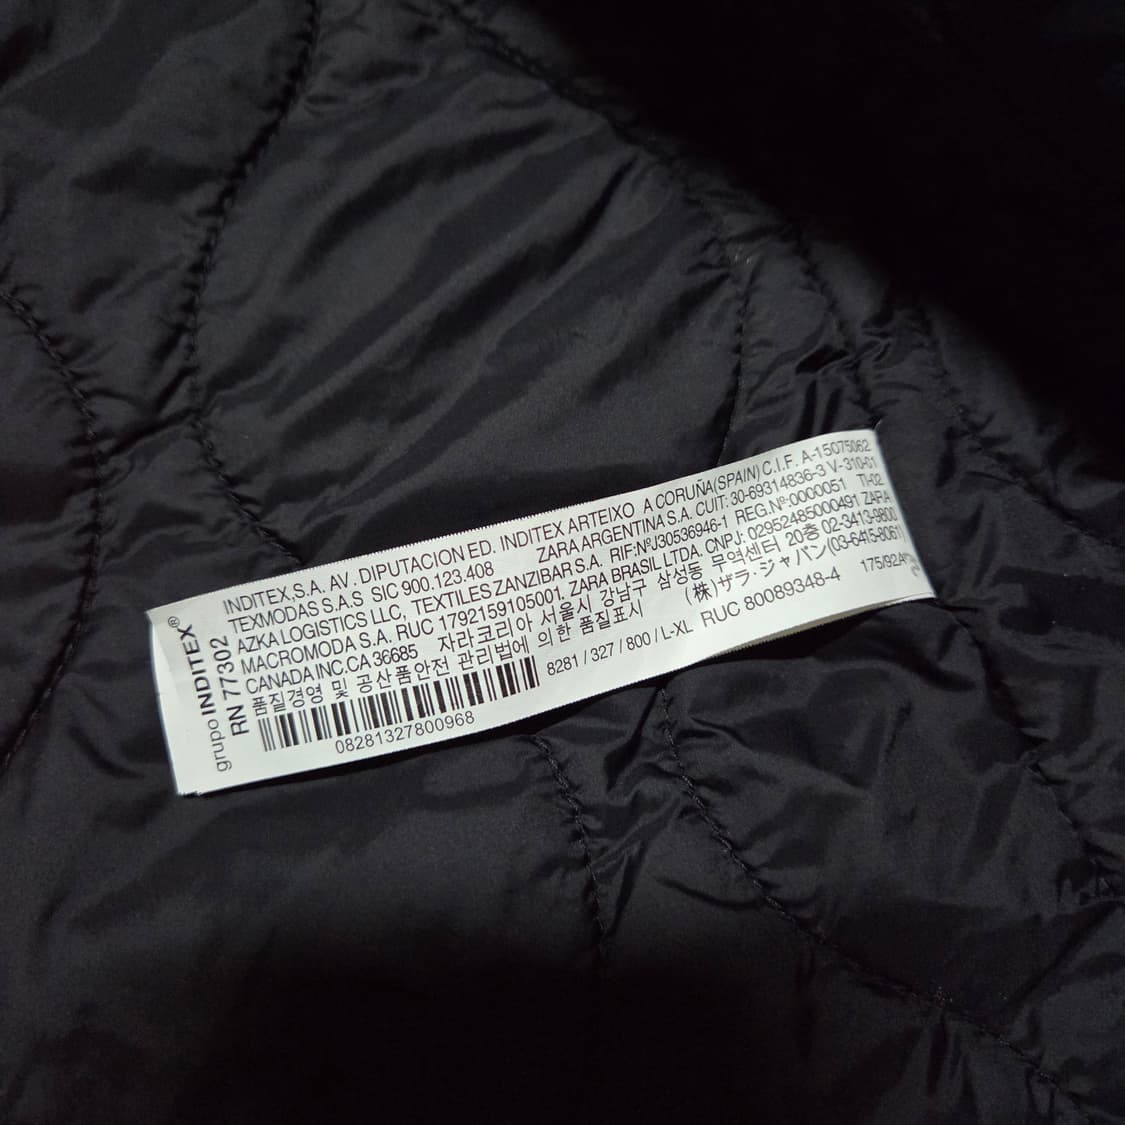 grupo INDITEX®
RN 77302
INDITEX.S.A. AV. DIPUTACION ED. INDITEX ARTEIXO A CORUÑA(SPAIN) C.I.F. A-15075062
TEXMODAS S.A.S SIC 900.123.408 ZARA ARGENTINA S.A. CUIT: 30-69314836-3 V-310-C1
AZKA LOGISTICS LLC, TEXTILES ZANZIBAR S.A. RIF:NºJ30536946-1 REG.Nº:0000051 TI-02
MACROMODA S.A. RUC 1792159105001, ZARA BRASIL LTDA. CNPJ: 02952485000491 ZARA
CANADA INC.CA 36685 자라코리아 서울시 강남구 삼성동 무역센터 20층 02-3413-9800
품질경영 및 공산품안전 관리법에 의한 품질표시 (株)ザラ・ジャパン(03-6415-8061)
8281 / 327 / 800 / L-XL RUC 80089348-4 175/92A
08281327800968